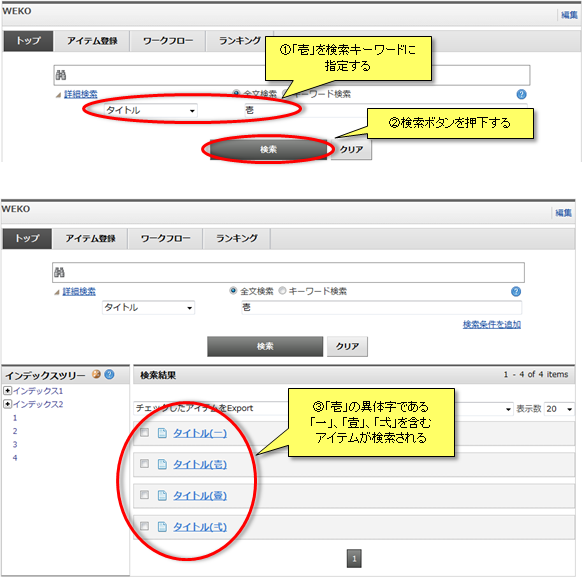 WEKO
編集
トップ アイテム登録 ワークフロー ランキング
①「壱」を検索キーワードに
指定する
詳細検索 全文検索 キーワード検索
タイトル 壱
②検索ボタンを押下する
検索 クリア
WEKO
編集
トップ アイテム登録 ワークフロー ランキング
詳細検索 全文検索 キーワード検索
タイトル 壱
検索条件を追加
検索 クリア
インデックスツリー
インデックス1
インデックス2
1
2
3
4
検索結果 1 - 4 of 4 items
チェックしたアイテムをExport 表示数 20
③「壱」の異体字である
「一」、「壹」、「弌」を含む
アイテムが検索される
タイトル(一)
タイトル(壱)
タイトル(壹)
タイトル(弌)
1